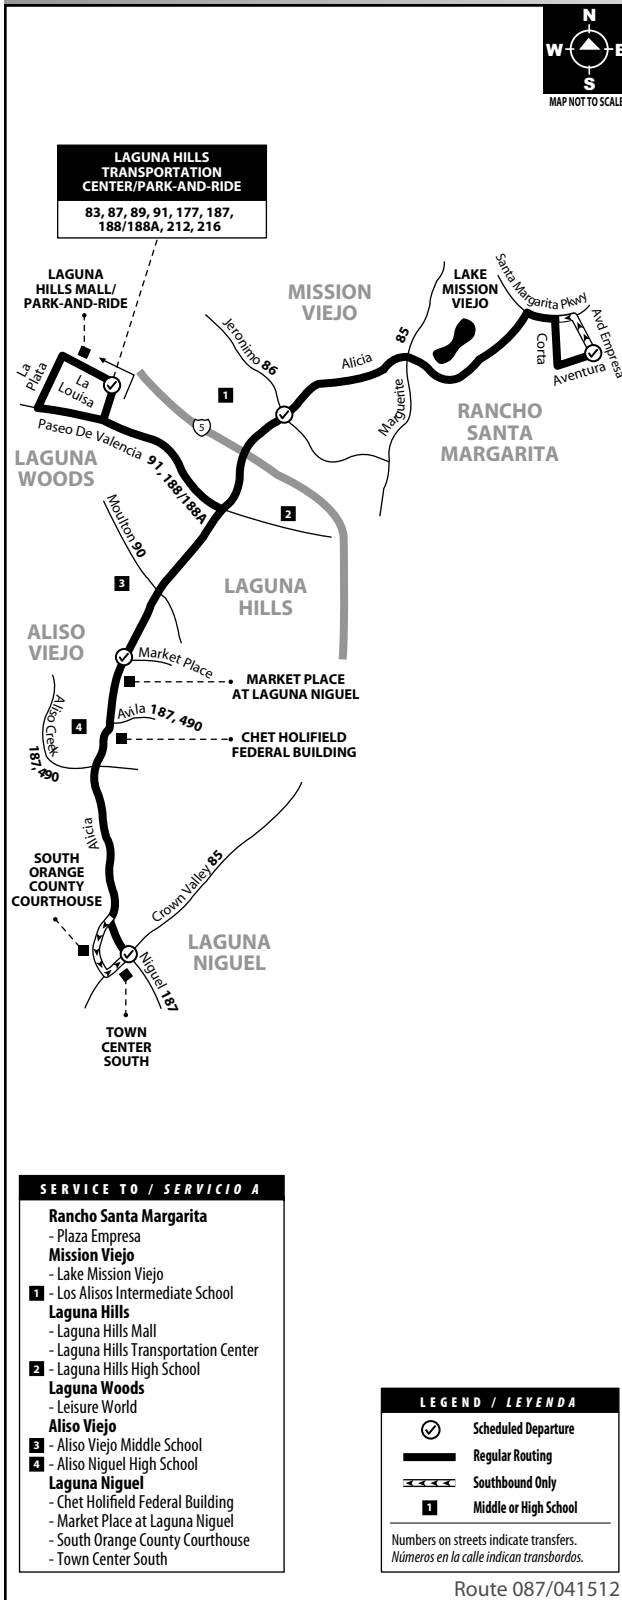 N
W E
S
MAP NOT TO SCALE
LAGUNA HILLS
TRANSPORTATION
CENTER/PARK-AND-RIDE
83, 87, 89, 91, 177, 187,
188/188A, 212, 216
LAGUNA
HILLS MALL/
PARK-AND-RIDE
MISSION
VIEJO
LAKE
MISSION
VIEJO
Santa Margarita Pkwy
Avd Empresa
Corta
Aventura
Jeronimo 86
85
Alicia
Marguerite
La
Plata
La
Louisa
1
5
RANCHO
SANTA
MARGARITA
Paseo De Valencia
91, 188/188A
LAGUNA
WOODS
2
Moulton 90
3
LAGUNA
HILLS
ALISO
VIEJO
Market Place
MARKET PLACE
AT LAGUNA NIGUEL
Aliso Creek
187, 490
4
Avila 187, 490
CHET HOLIFIELD
FEDERAL BUILDING
Alicia
SOUTH
ORANGE
COUNTY
COURTHOUSE
Crown Valley 85
LAGUNA
NIGUEL
Niguel 187
TOWN
CENTER
SOUTH
SERVICE TO / SERVICIO A
Rancho Santa Margarita
- Plaza Empresa
Mission Viejo
- Lake Mission Viejo
1 - Los Alisos Intermediate School
Laguna Hills
- Laguna Hills Mall
- Laguna Hills Transportation Center
2 - Laguna Hills High School
Laguna Woods
- Leisure World
Aliso Viejo
3 - Aliso Viejo Middle School
4 - Aliso Niguel High School
Laguna Niguel
- Chet Holifield Federal Building
- Market Place at Laguna Niguel
- South Orange County Courthouse
- Town Center South
LEGEND / LEYENDA
Scheduled Departure
Regular Routing
Southbound Only
1 Middle or High School
Numbers on streets indicate transfers.
Números en la calle indican transbordos.
Route 087/041512